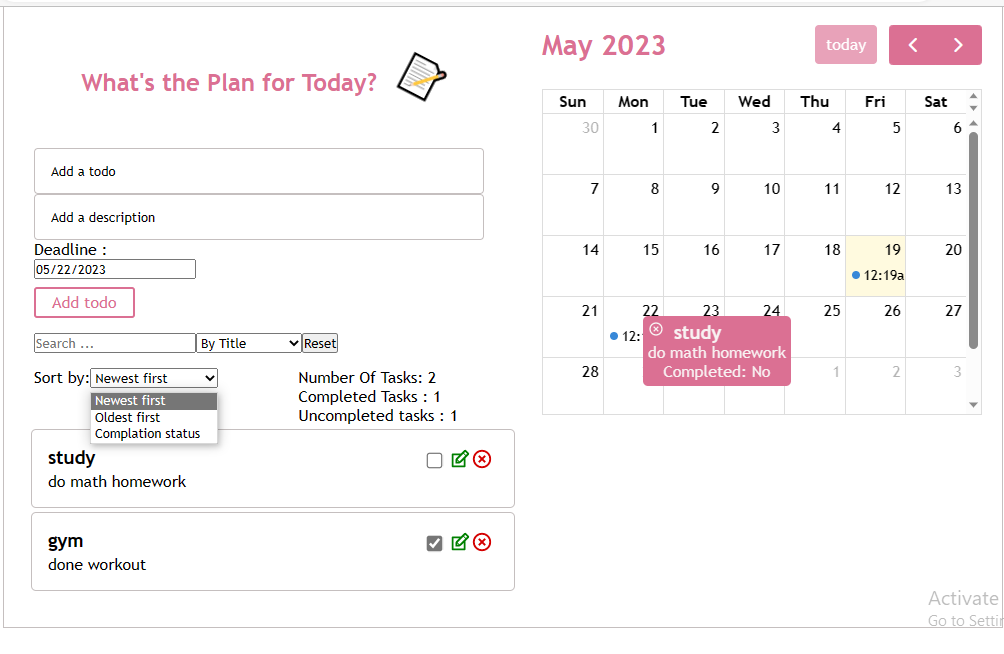 What's the Plan for Today?
Add a todo
Add a description
Deadline :
05/22/2023
Add todo
Search ... By Title Reset
Sort by: Newest first
Newest first
Oldest first
Complation status
Number Of Tasks: 2
Completed Tasks : 1
Uncompleted tasks : 1
study
do math homework
gym
done workout
May 2023 today
Sun Mon Tue Wed Thu Fri Sat
30 1 2 3 4 5 6
7 8 9 10 11 12 13
14 15 16 17 18 19 20
12:19a
21 22 23 24 25 26 27
12:
study
do math homework
Completed: No
28 1 2 3
Activate
Go to Settin